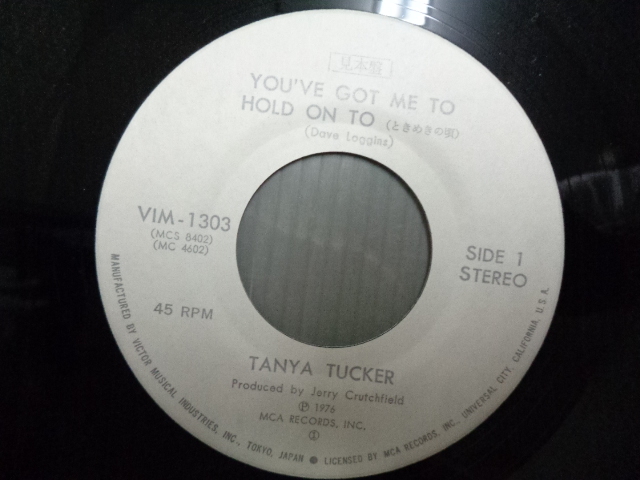 見本盤
YOU'VE GOT ME TO
HOLD ON TO (ときめきの唄)
(Dave Loggins)
VIM-1303
(MCS 8402)
(MC 4602)
SIDE 1
STEREO
45 RPM
TANYA TUCKER
Produced by Jerry Crutchfield
Ⓟ 1976
MCA RECORDS, INC.
①
MANUFACTURED BY VICTOR MUSICAL INDUSTRIES, INC., TOKYO, JAPAN ● LICENSED BY MCA RECORDS, INC., UNIVERSAL CITY, CALIFORNIA, U.S.A.